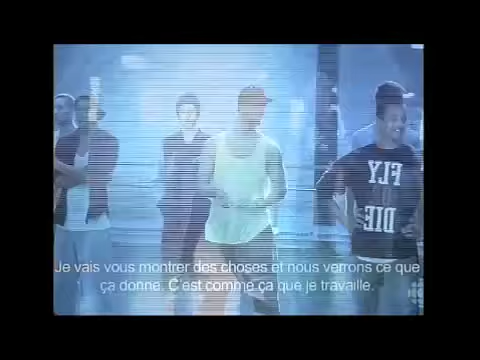 FLY
DIE
Je vais vous montrer des choses et nous verrons ce que
ça donne. C'est comme ça que je travaille.